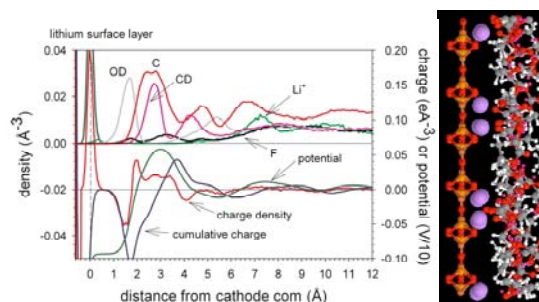 lithium surface layer
0.04
0.02
0.00
-0.02
-0.04
density (A⁻³)
OD
C
CD
Li⁺
F
potential
charge density
cumulative charge
0.20
0.15
0.10
0.05
0.00
-0.05
-0.10
charge (eA⁻³) or potential (V/10)
0 1 2 3 4 5 6 7 8 9 10 11 12
distance from cathode com (Å)